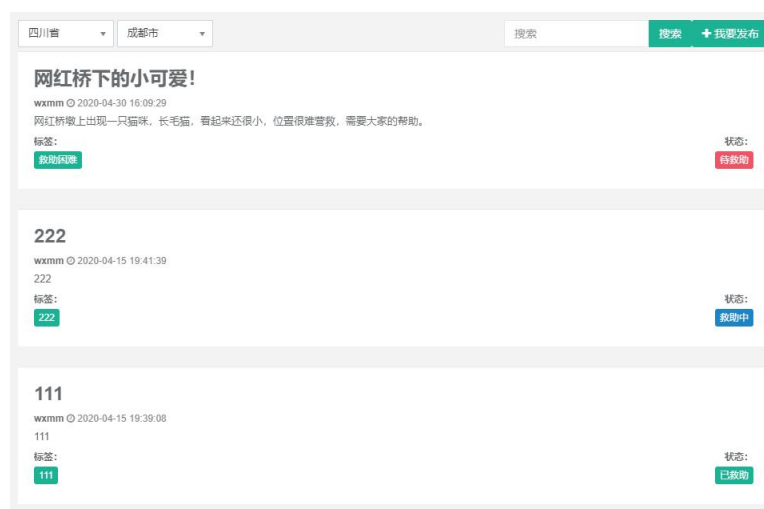 四川省 成都市 搜索 搜索 我要发布
网红桥下的小可爱！
wxmm 2020-04-30 16:09:29
网红桥墩上出现一只猫咪，长毛猫，看起来还很小，位置很难营救，需要大家的帮助。
标签： 状态：
救助困难 待救助
222
wxmm 2020-04-15 19:41:39
222
标签： 状态：
222 救助中
111
wxmm 2020-04-15 19:39:08
111
标签： 状态：
111 已救助